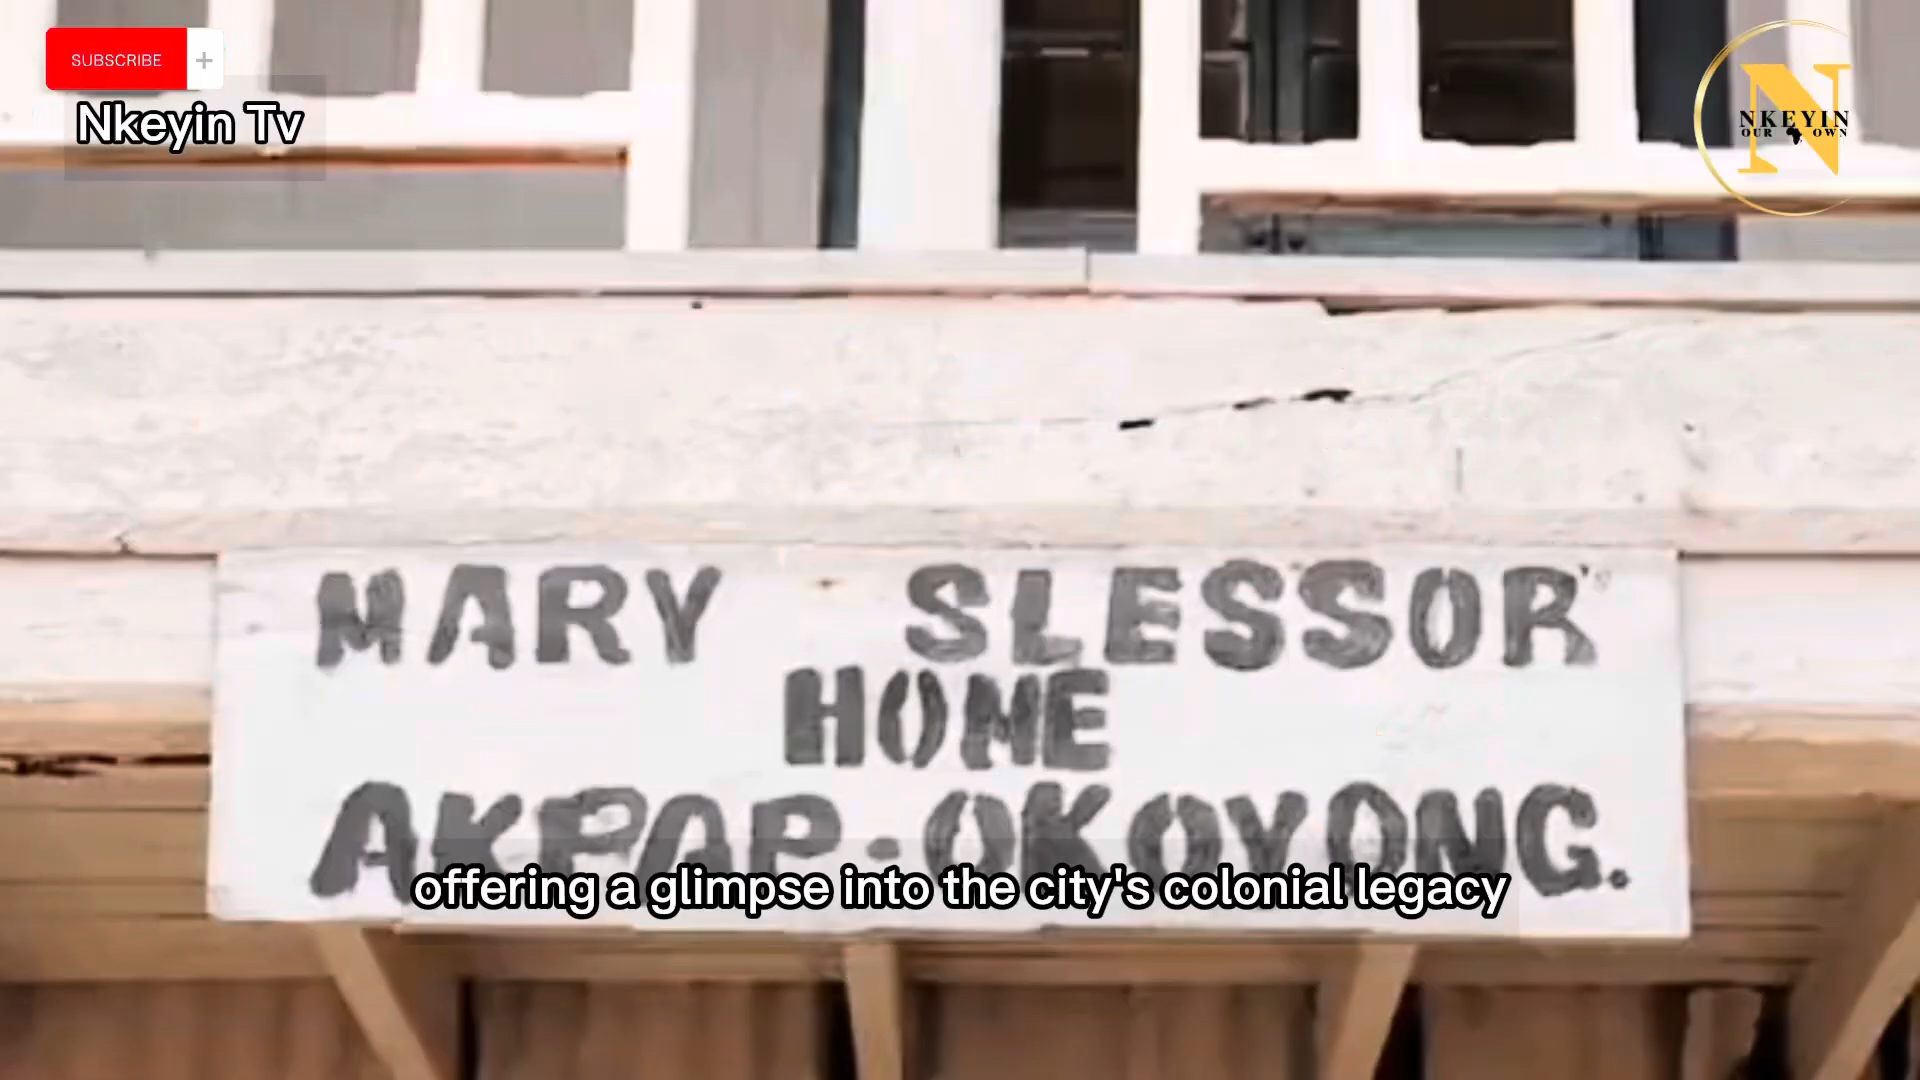 SUBSCRIBE +
Nkeyin Tv
N
NKEYIN
OUR OWN
MARY SLESSOR
HOME
AKPAP-OKOYONG.
offering a glimpse into the city's colonial legacy